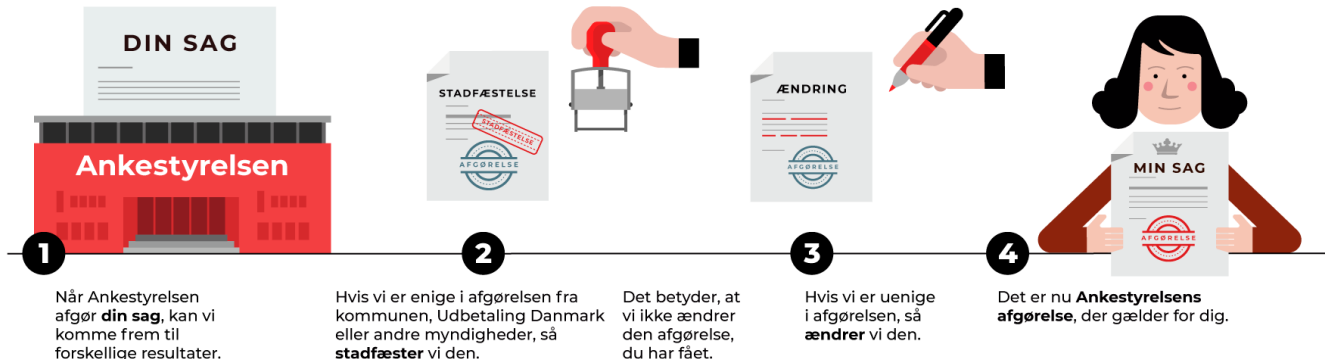 DIN SAG
Ankestyrelsen
STADFÆSTELSE
STADFÆSTELSE
AFGØRELSE
ÆNDRING
AFGØRELSE
MIN SAG
AFGØRELSE
1
Når Ankestyrelsen
afgør din sag, kan vi
komme frem til
forskellige resultater.
2
Hvis vi er enige i afgørelsen fra
kommunen, Udbetaling Danmark
eller andre myndigheder, så
stadfæster vi den.
Det betyder, at
vi ikke ændrer
den afgørelse,
du har fået.
3
Hvis vi er uenige
i afgørelsen, så
ændrer vi den.
4
Det er nu Ankestyrelsens
afgørelse, der gælder for dig.